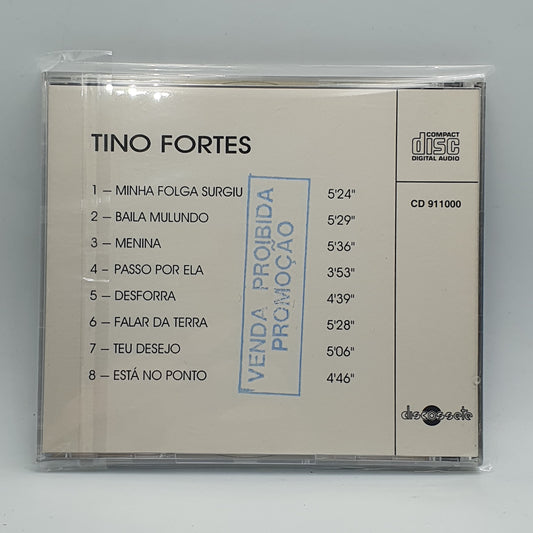 TINO FORTES
1 – MINHA FOLGA SURGIU 5'24"
2 – BAILA MULUNDO 5'29"
3 – MENINA 5'36"
4 – PASSO POR ELA 3'53"
5 – DESFORRA 4'39"
6 – FALAR DA TERRA 5'28"
7 – TEU DESEJO 5'06"
8 – ESTÁ NO PONTO 4'46"
VENDA PROÍBIDA
PROMOÇÃO
COMPACT
disc
DIGITAL AUDIO
CD 911000
discossete